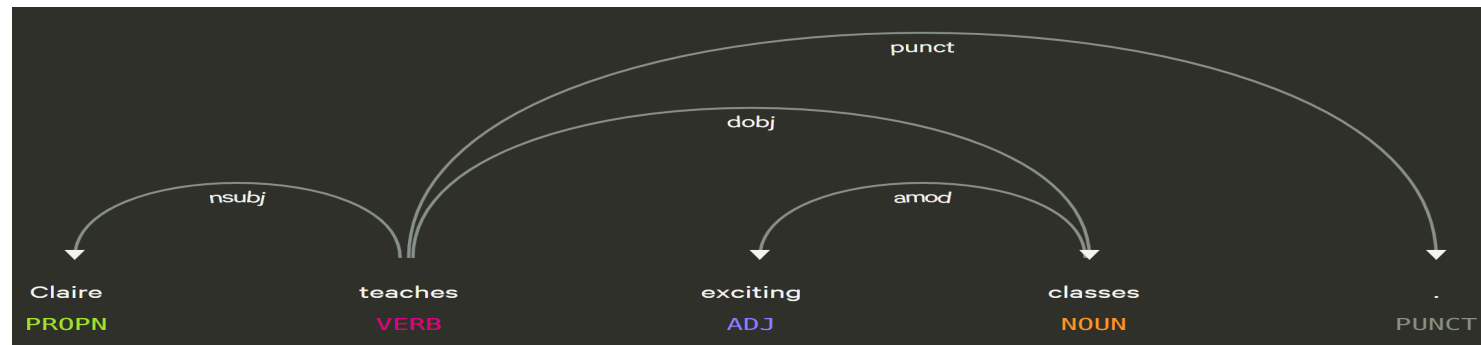 punct
dobj
nsubj amod
Claire teaches exciting classes .
PROPN VERB ADJ NOUN PUNCT